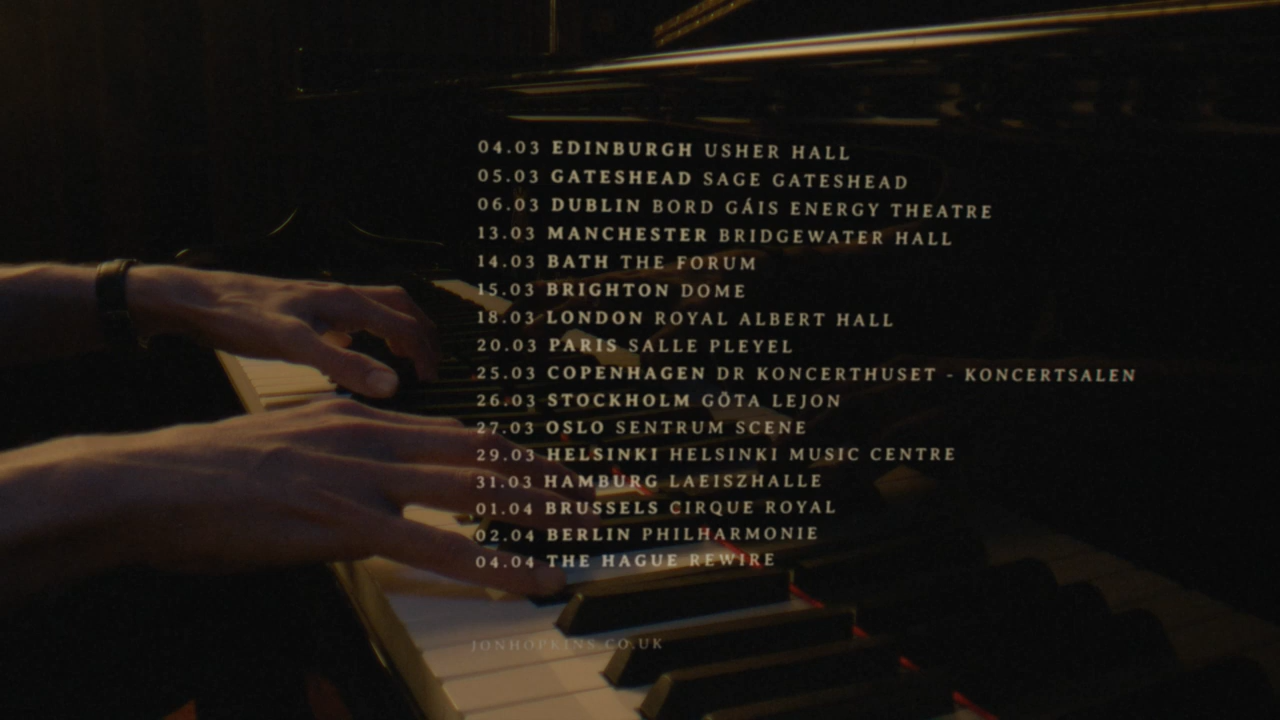 04.03 EDINBURGH USHER HALL
05.03 GATESHEAD SAGE GATESHEAD
06.03 DUBLIN BORD GÁIS ENERGY THEATRE
13.03 MANCHESTER BRIDGEWATER HALL
14.03 BATH THE FORUM
15.03 BRIGHTON DOME
18.03 LONDON ROYAL ALBERT HALL
20.03 PARIS SALLE PLEYEL
25.03 COPENHAGEN DR KONCERTHUSET - KONCERTSALEN
26.03 STOCKHOLM GÖTA LEJON
27.03 OSLO SENTRUM SCENE
29.03 HELSINKI HELSINKI MUSIC CENTRE
31.03 HAMBURG LAEISZHALLE
01.04 BRUSSELS CIRQUE ROYAL
02.04 BERLIN PHILHARMONIE
04.04 THE HAGUE REWIRE
JONHOPKINS.CO.UK